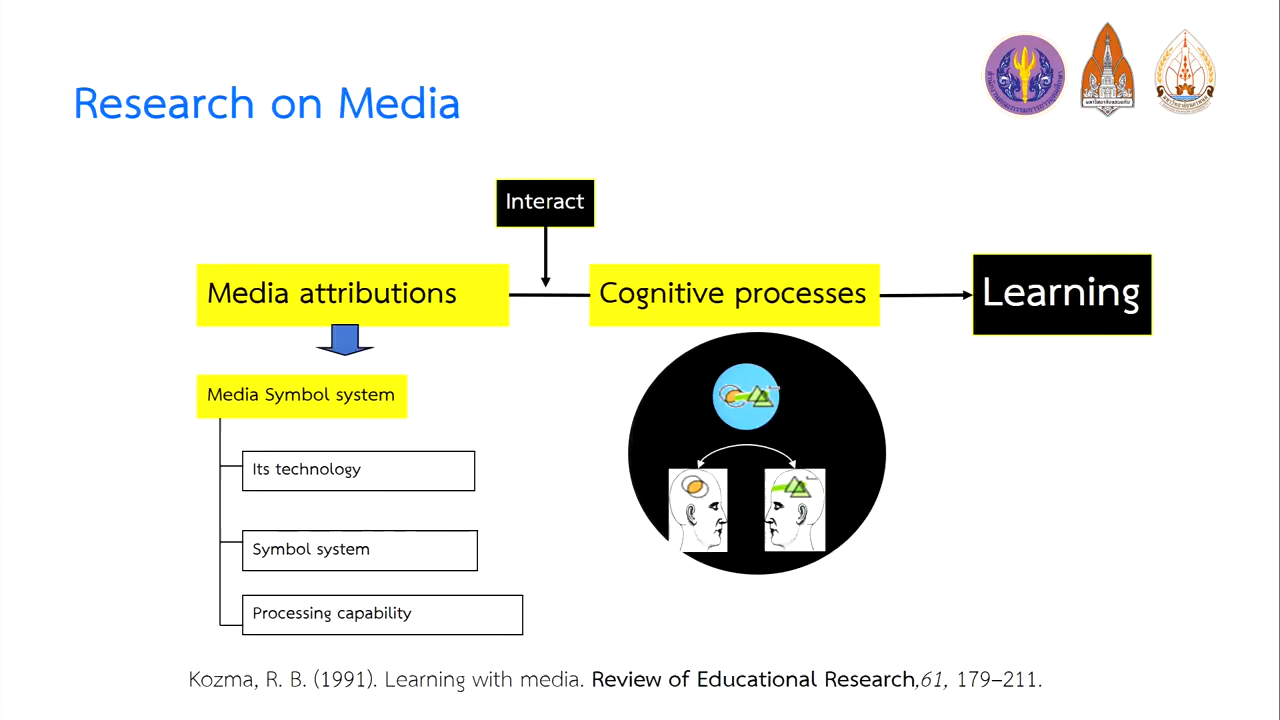 Research on Media
Interact
Media attributions
Cognitive processes
Learning
Media Symbol system
Its technology
Symbol system
Processing capability
Kozma, R. B. (1991). Learning with media. Review of Educational Research,61, 179–211.